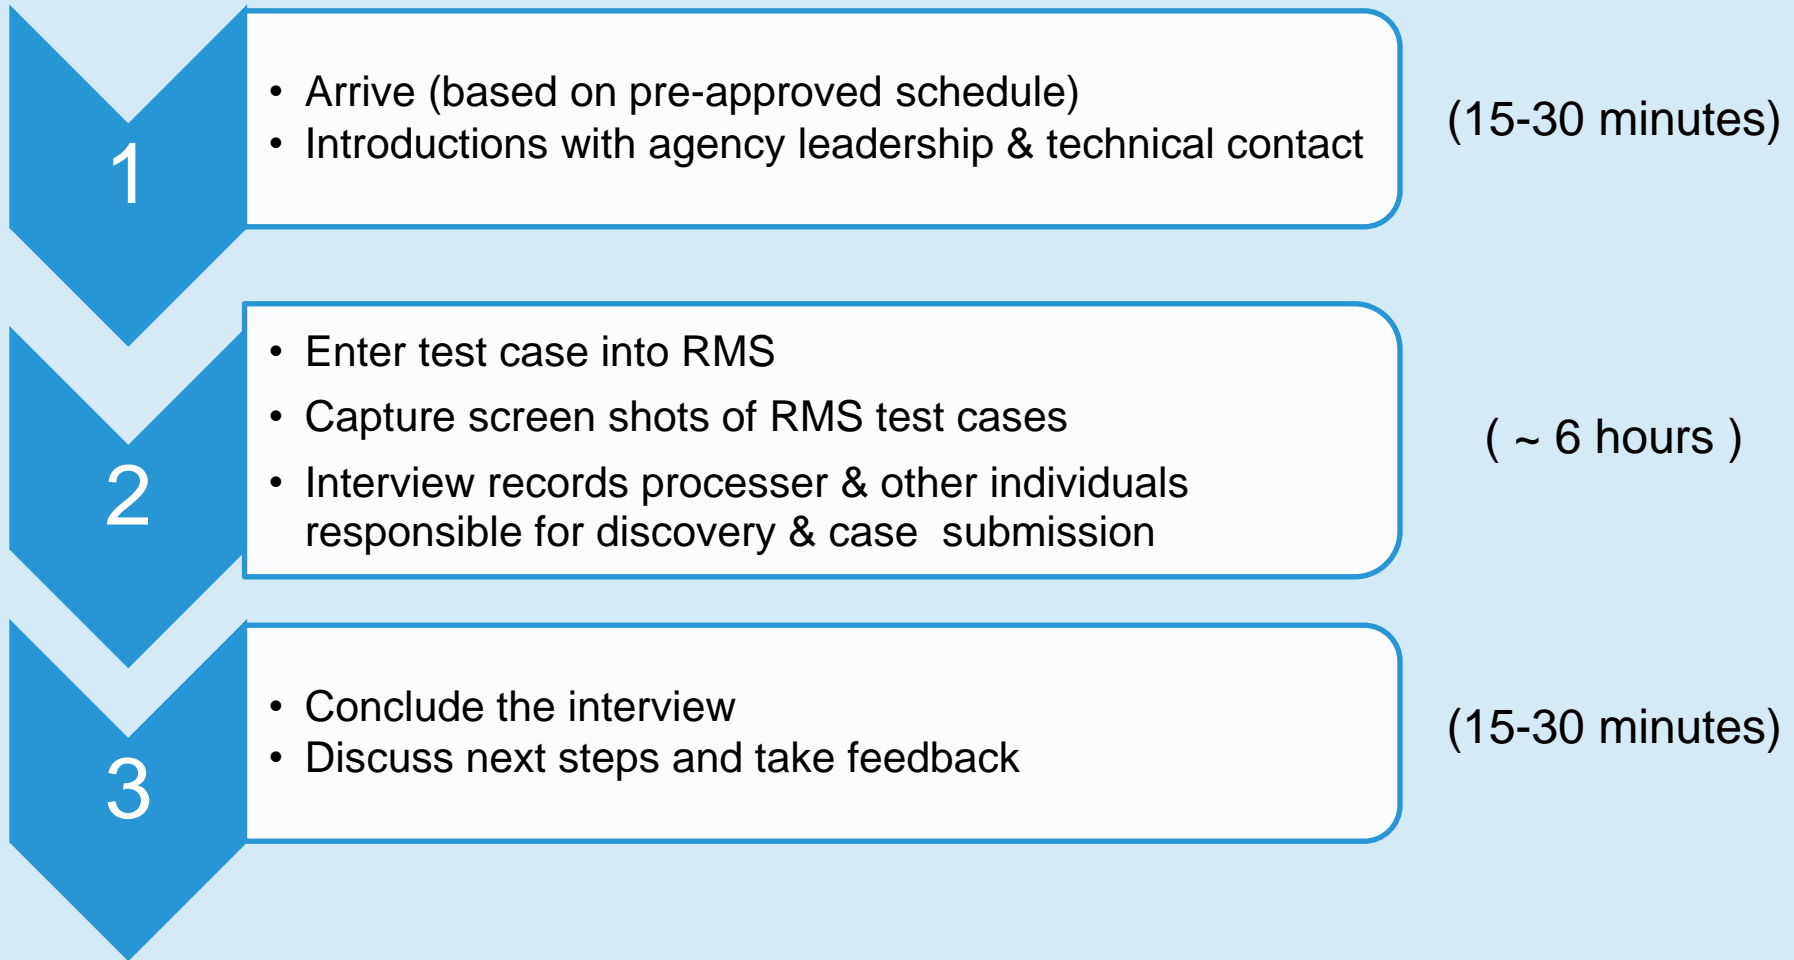 1
• Arrive (based on pre-approved schedule)
• Introductions with agency leadership & technical contact
(15-30 minutes)
2
• Enter test case into RMS
• Capture screen shots of RMS test cases
• Interview records processer & other individuals
responsible for discovery & case  submission
( ~ 6 hours )
3
• Conclude the interview
• Discuss next steps and take feedback
(15-30 minutes)